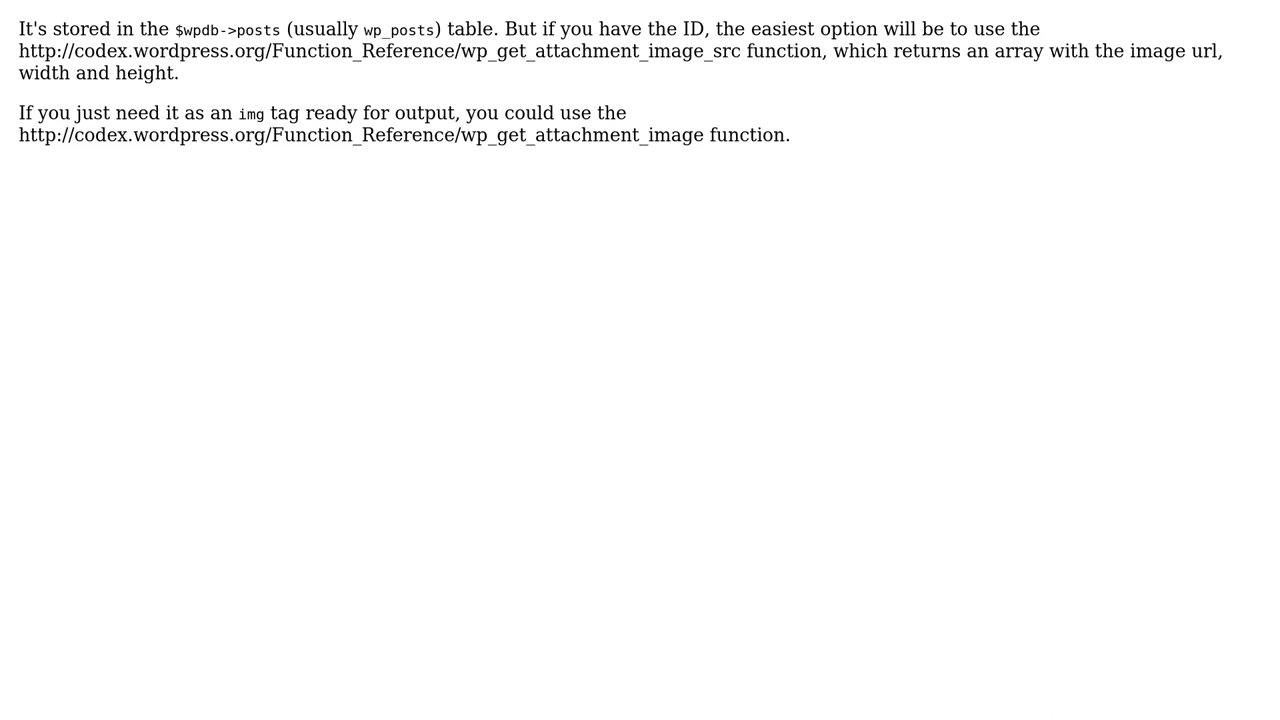 It's stored in the $wpdb->posts (usually wp_posts) table. But if you have the ID, the easiest option will be to use the
http://codex.wordpress.org/Function_Reference/wp_get_attachment_image_src function, which returns an array with the image url,
width and height.
If you just need it as an img tag ready for output, you could use the
http://codex.wordpress.org/Function_Reference/wp_get_attachment_image function.